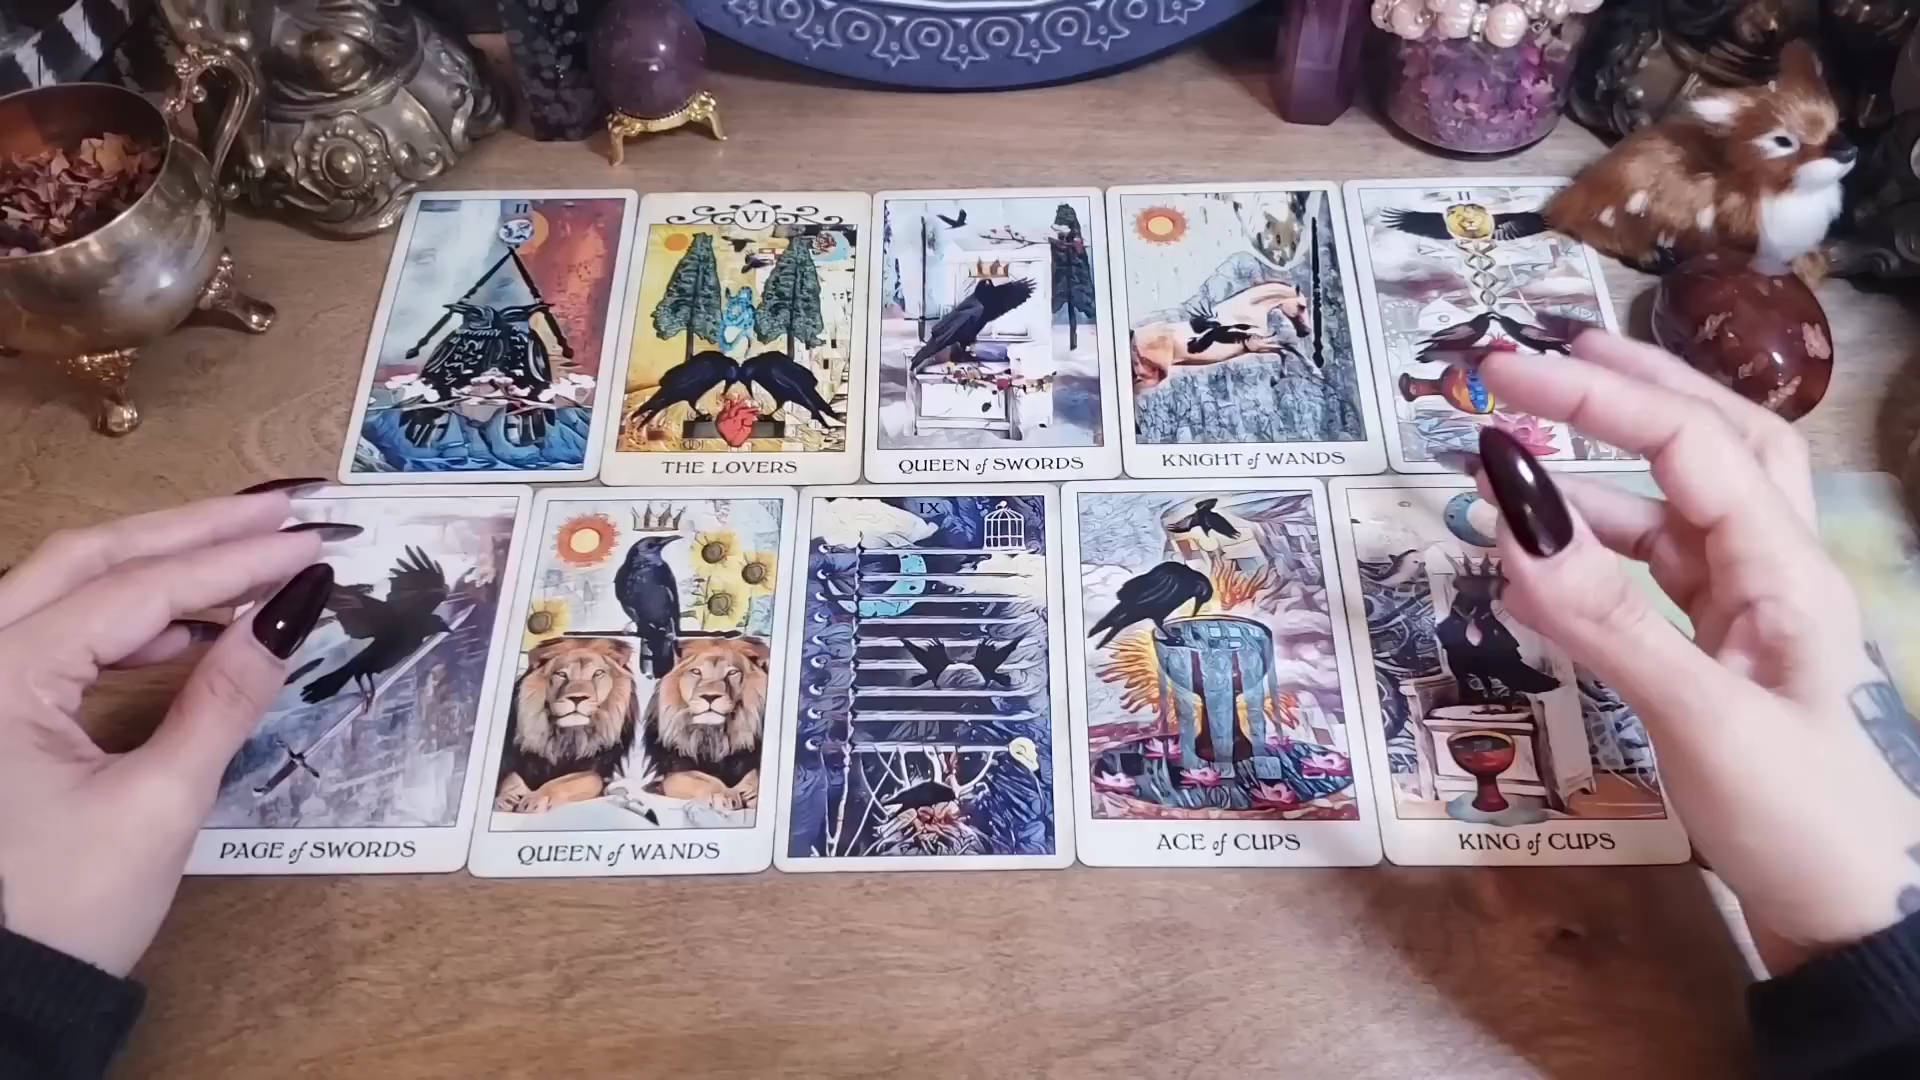 II
VI
THE LOVERS
QUEEN of SWORDS
KNIGHT of WANDS
II
PAGE of SWORDS
QUEEN of WANDS
IX
ACE of CUPS
KING of CUPS